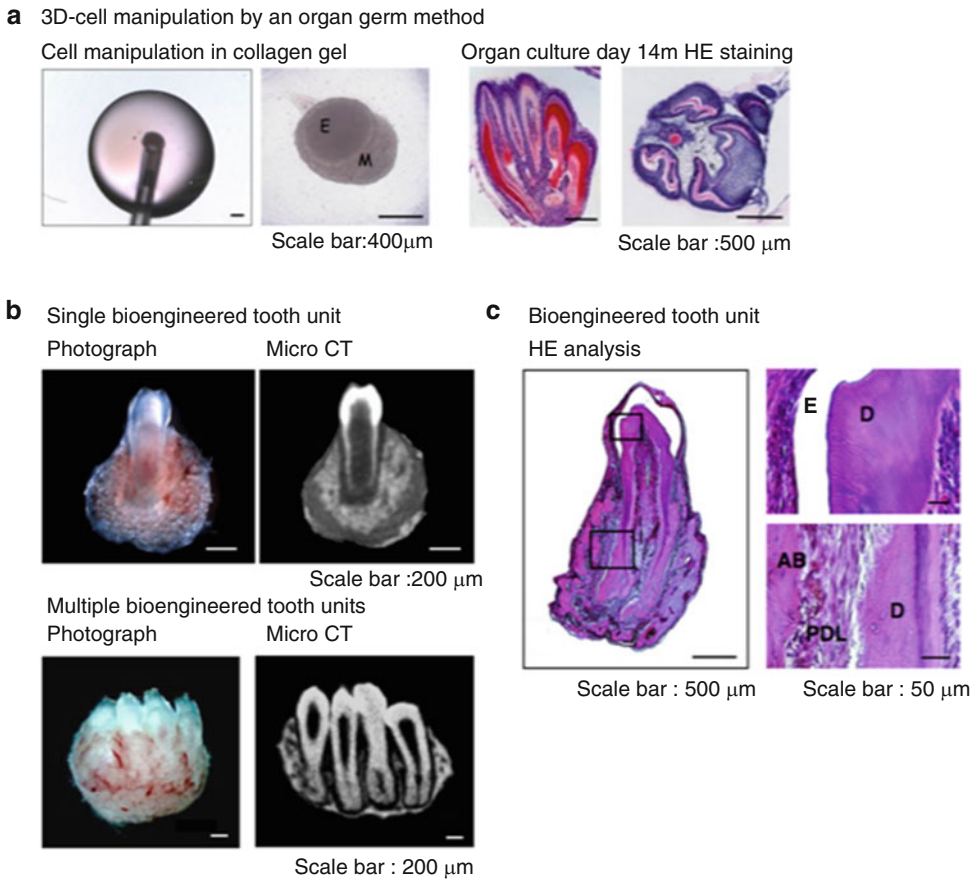 a 3D-cell manipulation by an organ germ method
Cell manipulation in collagen gel
Organ culture day 14m HE staining
E
M
Scale bar:400μm
Scale bar :500 μm
b Single bioengineered tooth unit
Photograph
Micro CT
Scale bar :200 μm
Multiple bioengineered tooth units
Photograph
Micro CT
Scale bar : 200 μm
c Bioengineered tooth unit
HE analysis
E
D
AB
PDL
D
Scale bar : 500 μm
Scale bar : 50 μm